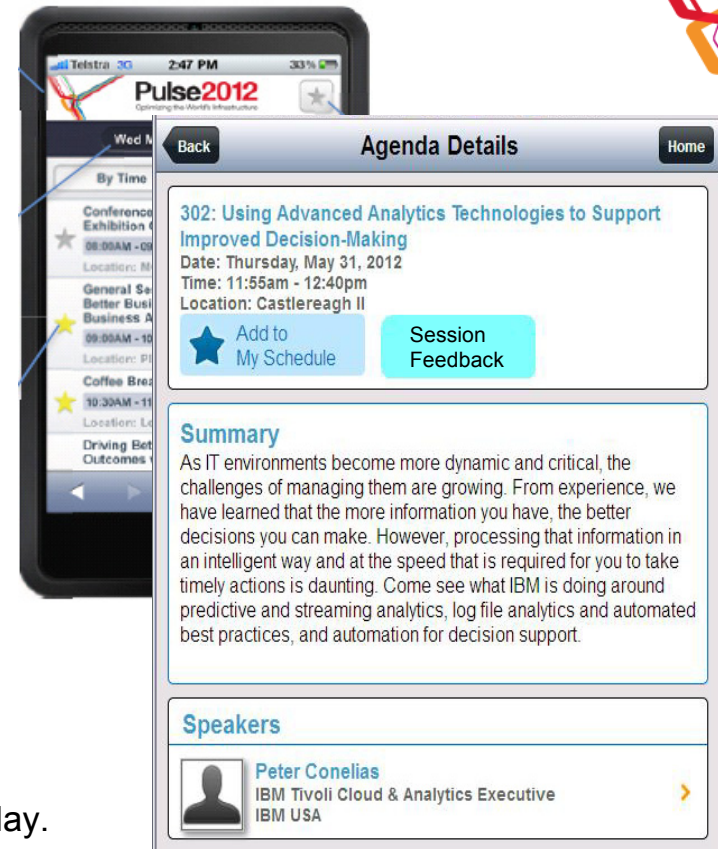 Telstra 3G 2:47 PM 33%
Pulse2012
Optimizing the World's Infrastructure
Wed
By Time
Conference
Exhibition
08:00AM - 09
Location:
General
Better Busi
Business A
09:00AM - 10
Location: Pl
Coffee Brea
10:30AM - 11
Location: Le
Driving Bet
Outcomes
Back
Agenda Details
Home
302: Using Advanced Analytics Technologies to Support
Improved Decision-Making
Date: Thursday, May 31, 2012
Time: 11:55am - 12:40pm
Location: Castlereagh II
Add to
My Schedule
Session
Feedback
Summary
As IT environments become more dynamic and critical, the
challenges of managing them are growing. From experience, we
have learned that the more information you have, the better
decisions you can make. However, processing that information in
an intelligent way and at the speed that is required for you to take
timely actions is daunting. Come see what IBM is doing around
predictive and streaming analytics, log file analytics and automated
best practices, and automation for decision support.
Speakers
Peter Conelias
IBM Tivoli Cloud & Analytics Executive
IBM USA
lay.